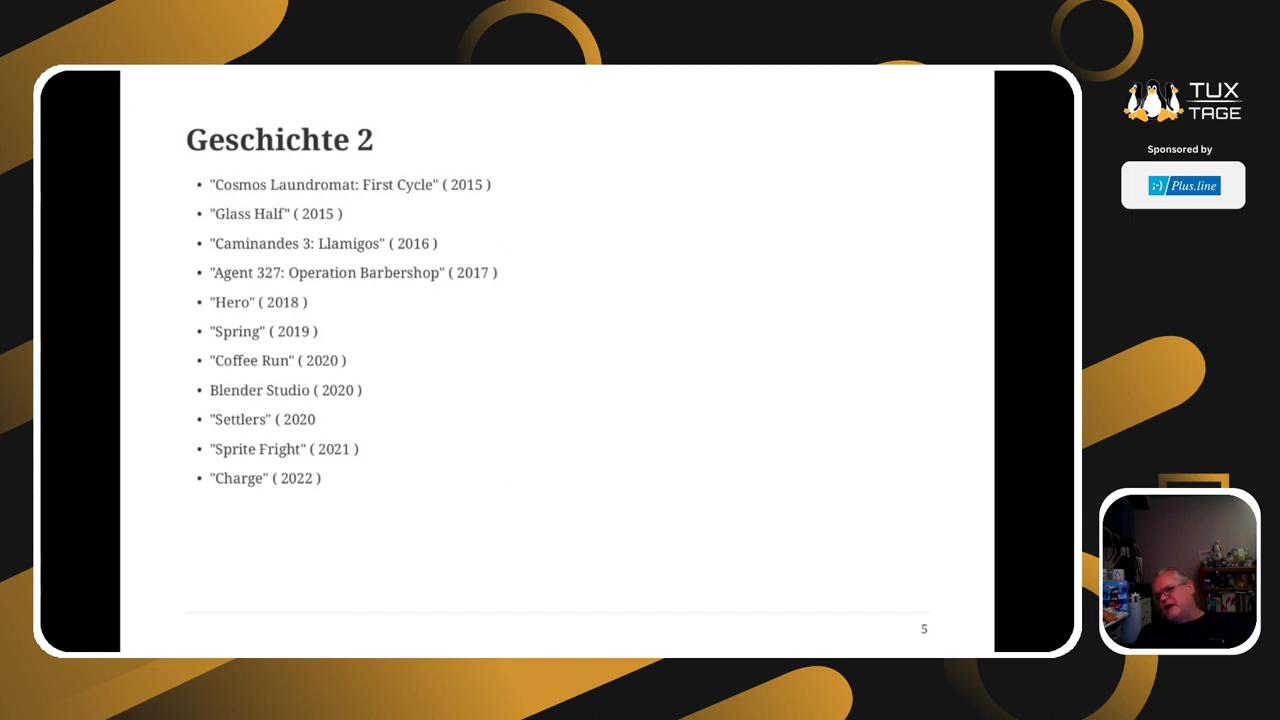 Geschichte 2
• "Cosmos Laundromat: First Cycle" ( 2015 )
• "Glass Half" ( 2015 )
• "Caminandes 3: Llamigos" ( 2016 )
• "Agent 327: Operation Barbershop" ( 2017 )
• "Hero" ( 2018 )
• "Spring" ( 2019 )
• "Coffee Run" ( 2020 )
• Blender Studio ( 2020 )
• "Settlers" ( 2020
• "Sprite Fright" ( 2021 )
• "Charge" ( 2022 )
5
TUX
TAGE
Sponsored by
;-) Plus.line